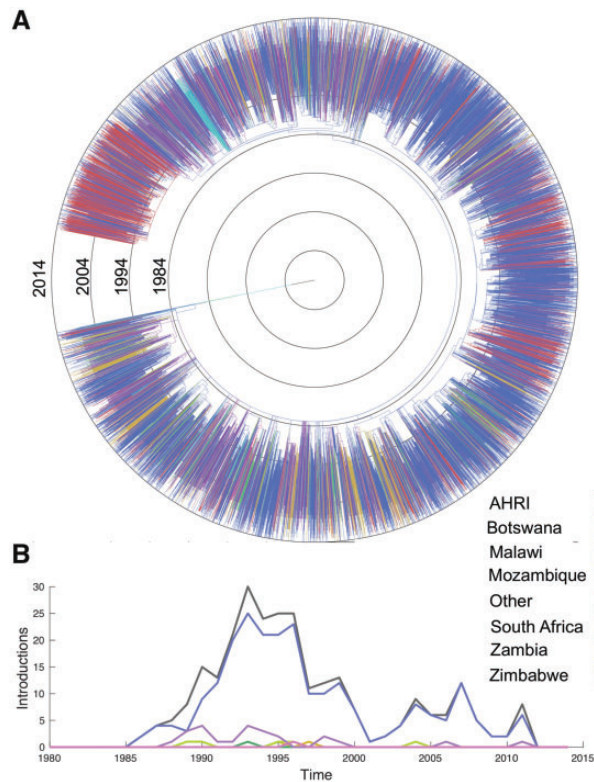 A
2014
2004
1994
1984
AHRI
Botswana
Malawi
Mozambique
Other
South Africa
Zambia
Zimbabwe
B
30
25
20
15
10
5
0
Introductions
1980 1985 1990 1995 2000 2005 2010 2015
Time